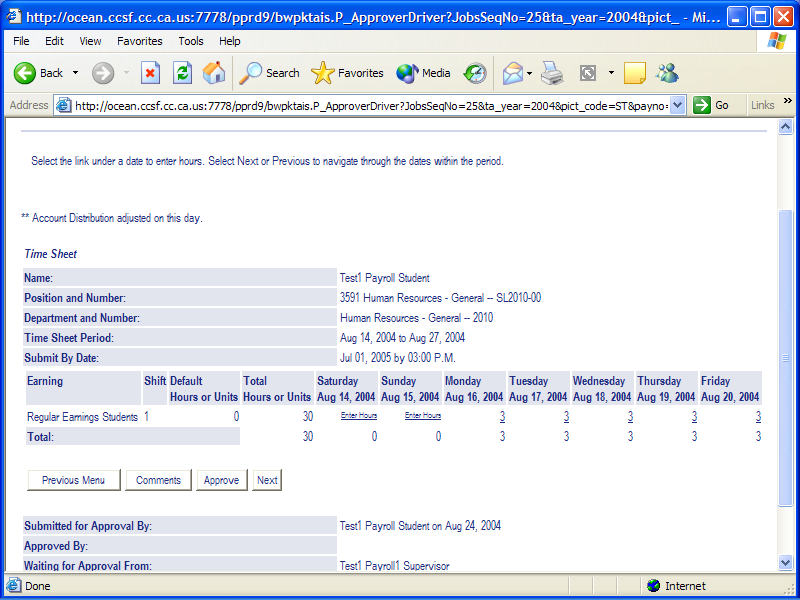 http://ocean.ccsf.cc.ca.us:7778/pprd9/bwpktais.P_ApproverDriver?JobsSeqNo=25&ta_year=2004&pict_ - Mi...
File Edit View Favorites Tools Help
Back Search Favorites Media
Address http://ocean.ccsf.cc.ca.us:7778/pprd9/bwpktais.P_ApproverDriver?JobsSeqNo=25&ta_year=2004&pict_code=ST&payno= Go Links »
Select the link under a date to enter hours. Select Next or Previous to navigate through the dates within the period.
** Account Distribution adjusted on this day.
Time Sheet
Name: Test1 Payroll Student
Position and Number: 3591 Human Resources - General -- SL2010-00
Department and Number: Human Resources - General -- 2010
Time Sheet Period: Aug 14, 2004 to Aug 27, 2004
Submit By Date: Jul 01, 2005 by 03:00 P.M.
Earning Shift Default Total Saturday Sunday Monday Tuesday Wednesday Thursday Friday
Hours or Units Hours or Units Aug 14, 2004 Aug 15, 2004 Aug 16, 2004 Aug 17, 2004 Aug 18, 2004 Aug 19, 2004 Aug 20, 2004
Regular Earnings Students 1 0 30 Enter Hours Enter Hours 3 3 3 3 3
Total: 30 0 0 3 3 3 3 3
Previous Menu Comments Approve Next
Submitted for Approval By: Test1 Payroll Student on Aug 24, 2004
Approved By:
Waiting for Approval From: Test1 Payroll1 Supervisor
Done Internet